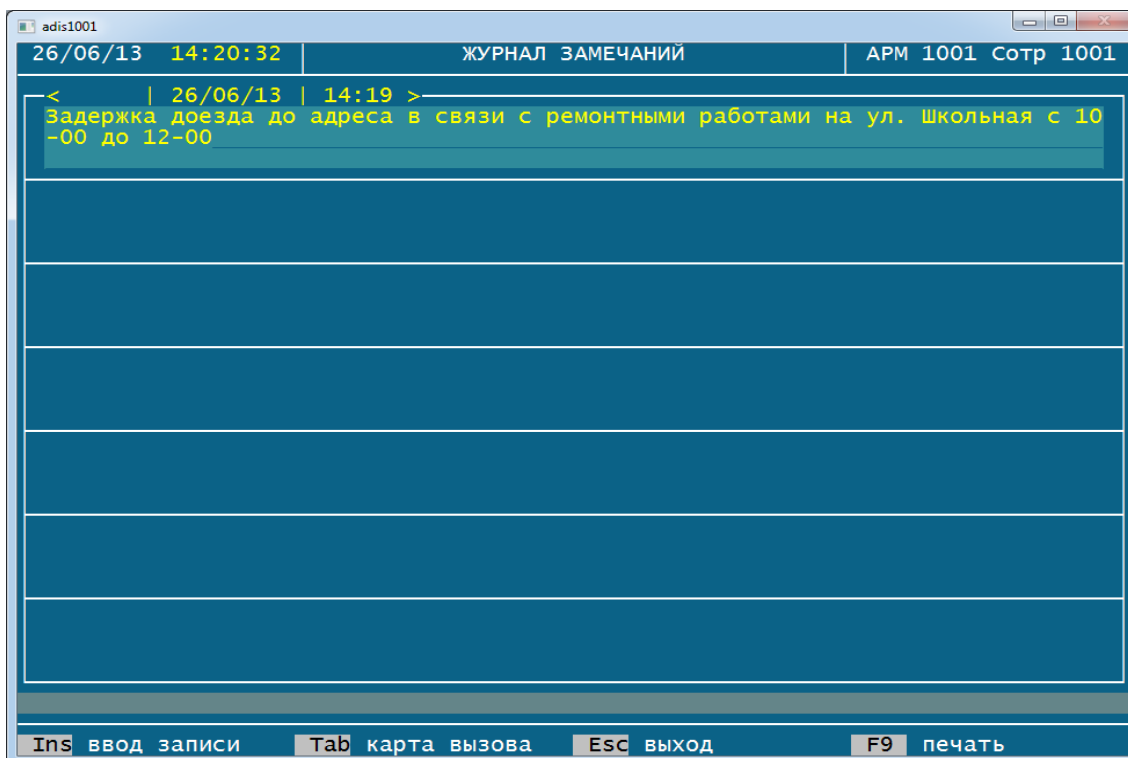 adis1001
26/06/13 14:20:32 | ЖУРНАЛ ЗАМЕЧАНИЙ | АРМ 1001 Сотр 1001
< | 26/06/13 | 14:19 >
Задержка доезда до адреса в связи с ремонтными работами на ул. Школьная с 10
-00 до 12-00
Ins ввод записи Tab карта вызова Esc выход F9 печать